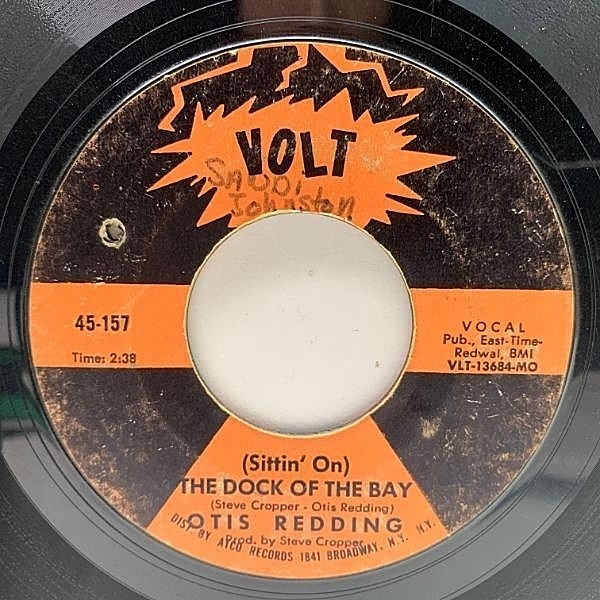 VOLT
Johnston
45-157
Time: 2:38
VOCAL
Pub., East-Time-
Redwal, BMI
VLT-13684-MO
(Sittin' On)
THE DOCK OF THE BAY
(Steve Cropper - Otis Redding)
OTIS REDDING
Prod. by Steve Cropper
DIST. BY ATCO RECORDS 1841 BROADWAY, N. Y. N. Y.